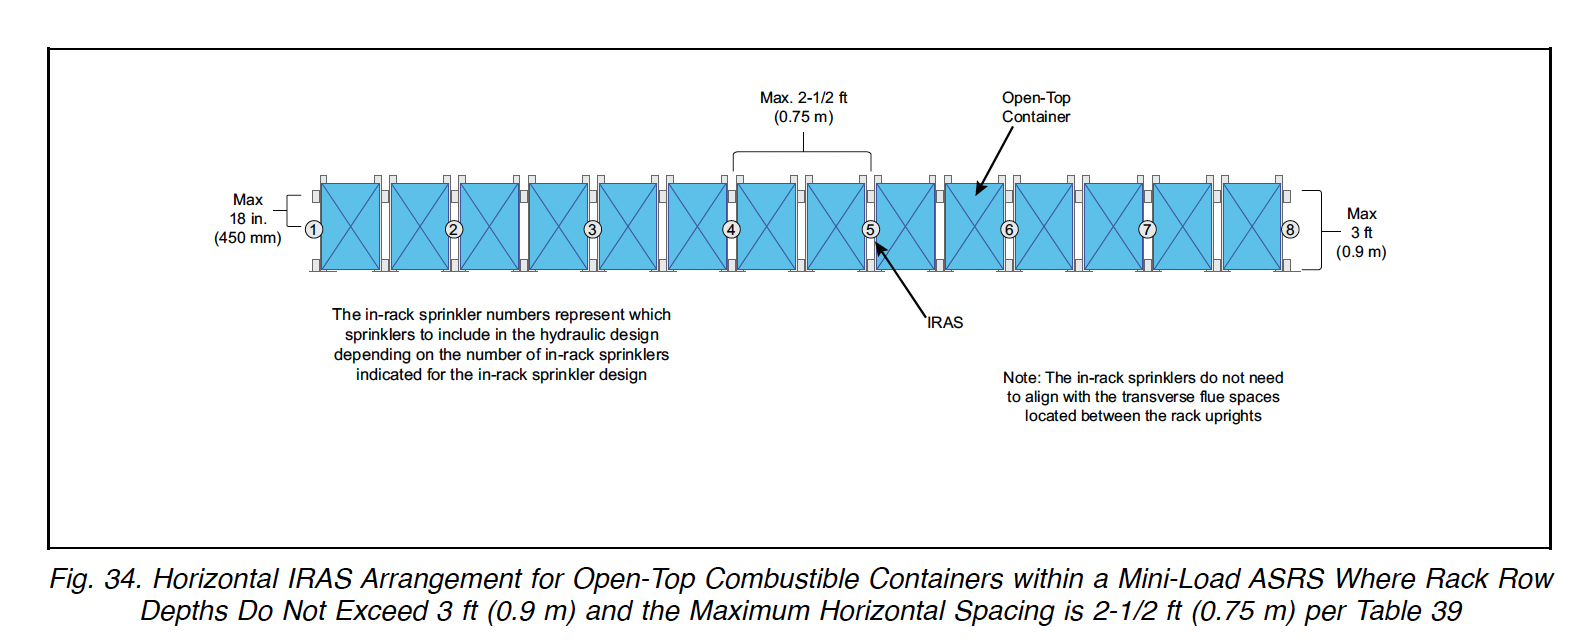 Max. 2-1/2 ft
(0.75 m)
Open-Top
Container
Max
18 in.
(450 mm)
1
2
3
4
5
6
7
8
Max
3 ft
(0.9 m)
IRAS
The in-rack sprinkler numbers represent which
sprinklers to include in the hydraulic design
depending on the number of in-rack sprinklers
indicated for the in-rack sprinkler design
Note: The in-rack sprinklers do not need
to align with the transverse flue spaces
located between the rack uprights
Fig. 34. Horizontal IRAS Arrangement for Open-Top Combustible Containers within a Mini-Load ASRS Where Rack Row
Depths Do Not Exceed 3 ft (0.9 m) and the Maximum Horizontal Spacing is 2-1/2 ft (0.75 m) per Table 39